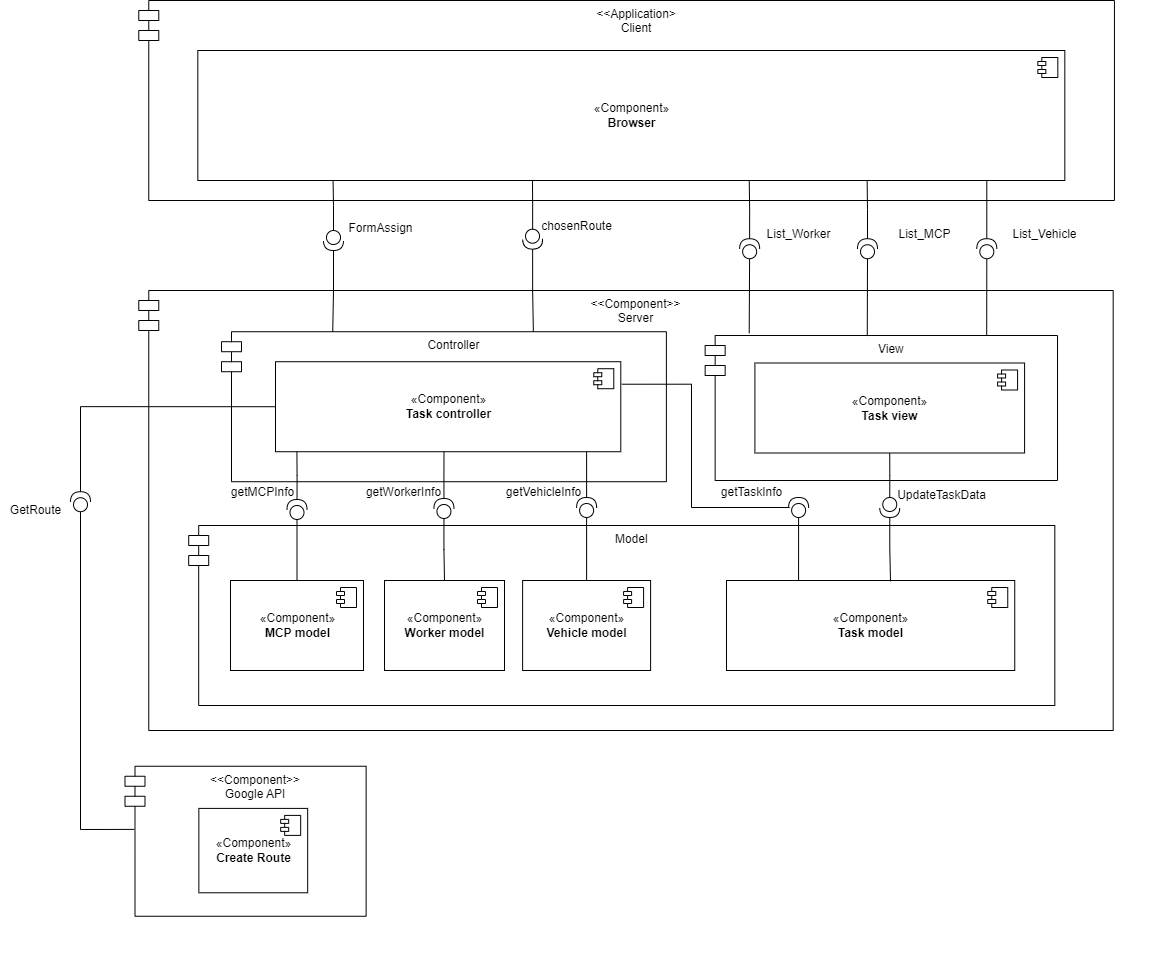 <<Application>
Client
«Component»
Browser
FormAssign
chosenRoute
List_Worker
List_MCP
List_Vehicle
<<Component>>
Server
Controller
«Component»
Task controller
View
«Component»
Task view
GetRoute
getMCPInfo
getWorkerInfo
getVehicleInfo
getTaskInfo
UpdateTaskData
Model
«Component»
MCP model
«Component»
Worker model
«Component»
Vehicle model
«Component»
Task model
<<Component>>
Google API
«Component»
Create Route